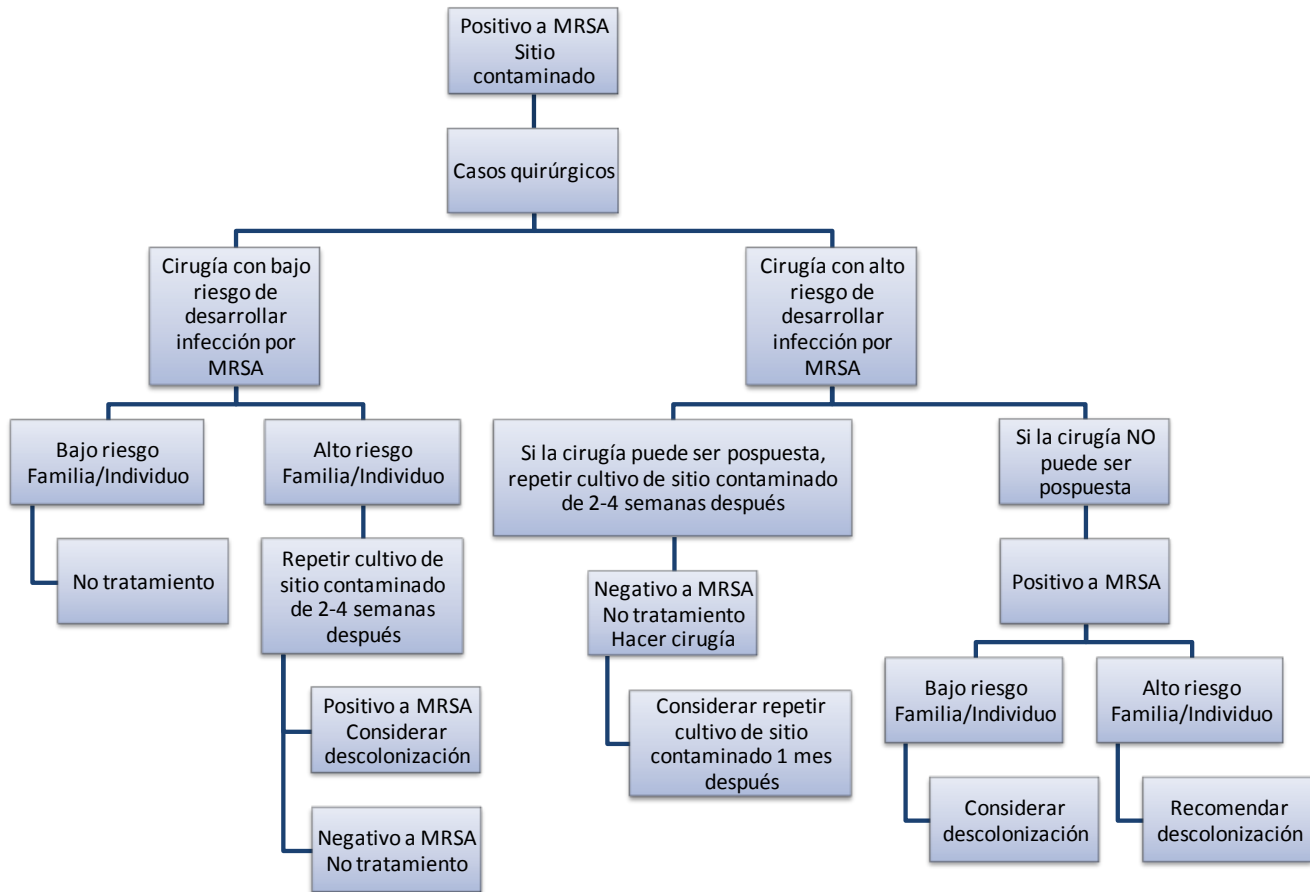 Positivo a MRSA
Sitio
contaminado
Casos quirúrgicos
Cirugía con bajo
riesgo de
desarrollar
infección por
MRSA
Cirugía con alto
riesgo de
desarrollar
infección por
MRSA
Bajo riesgo
Familia/Individuo
Alto riesgo
Familia/Individuo
Si la cirugía puede ser pospuesta,
repetir cultivo de sitio contaminado
de 2-4 semanas después
Si la cirugía NO
puede ser
pospuesta
No tratamiento
Repetir cultivo de
sitio contaminado
de 2-4 semanas
después
Negativo a MRSA
No tratamiento
Hacer cirugía
Positivo a MRSA
Positivo a MRSA
Considerar
descolonización
Considerar repetir
cultivo de sitio
contaminado 1 mes
después
Bajo riesgo
Familia/Individuo
Alto riesgo
Familia/Individuo
Negativo a MRSA
No tratamiento
Considerar
descolonización
Recomendar
descolonización